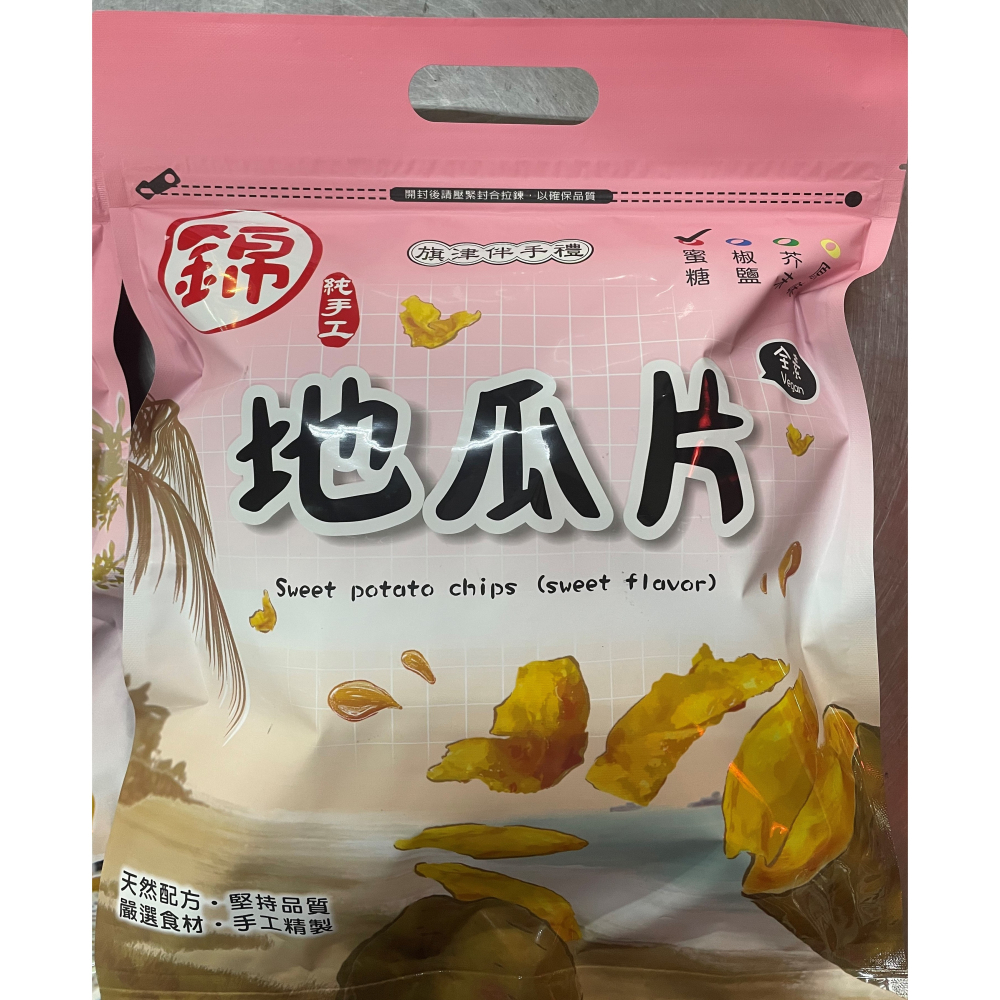 開封後請壓緊封合拉鍊，以確保品質
錦
純手工
旗津伴手禮
蜜糖
椒鹽
芥末
全素
Vegan
地瓜片
Sweet potato chips (sweet flavor)
天然配方・堅持品質
嚴選食材・手工精製